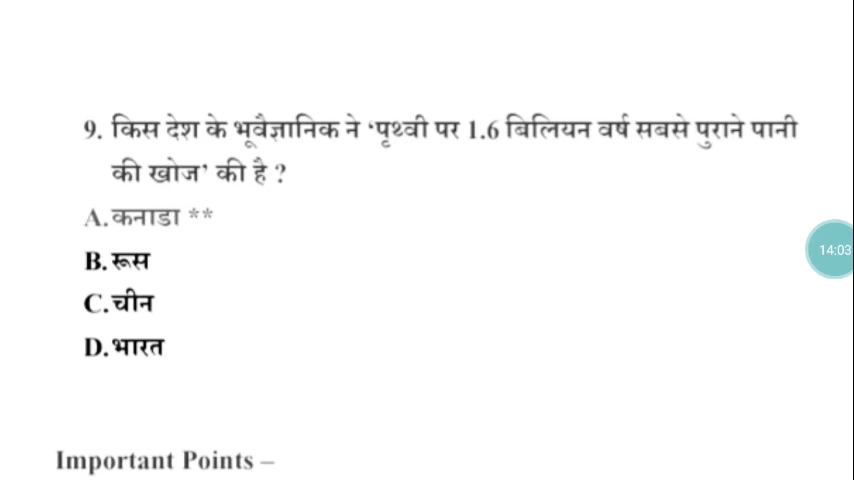 9. किस देश के भूवैज्ञानिक ने ‘पृथ्वी पर 1.6 बिलियन वर्ष सबसे पुराने पानी
की खोज’ की है ?
A. कनाडा **
B. रूस
C. चीन
D. भारत
14:03
Important Points –